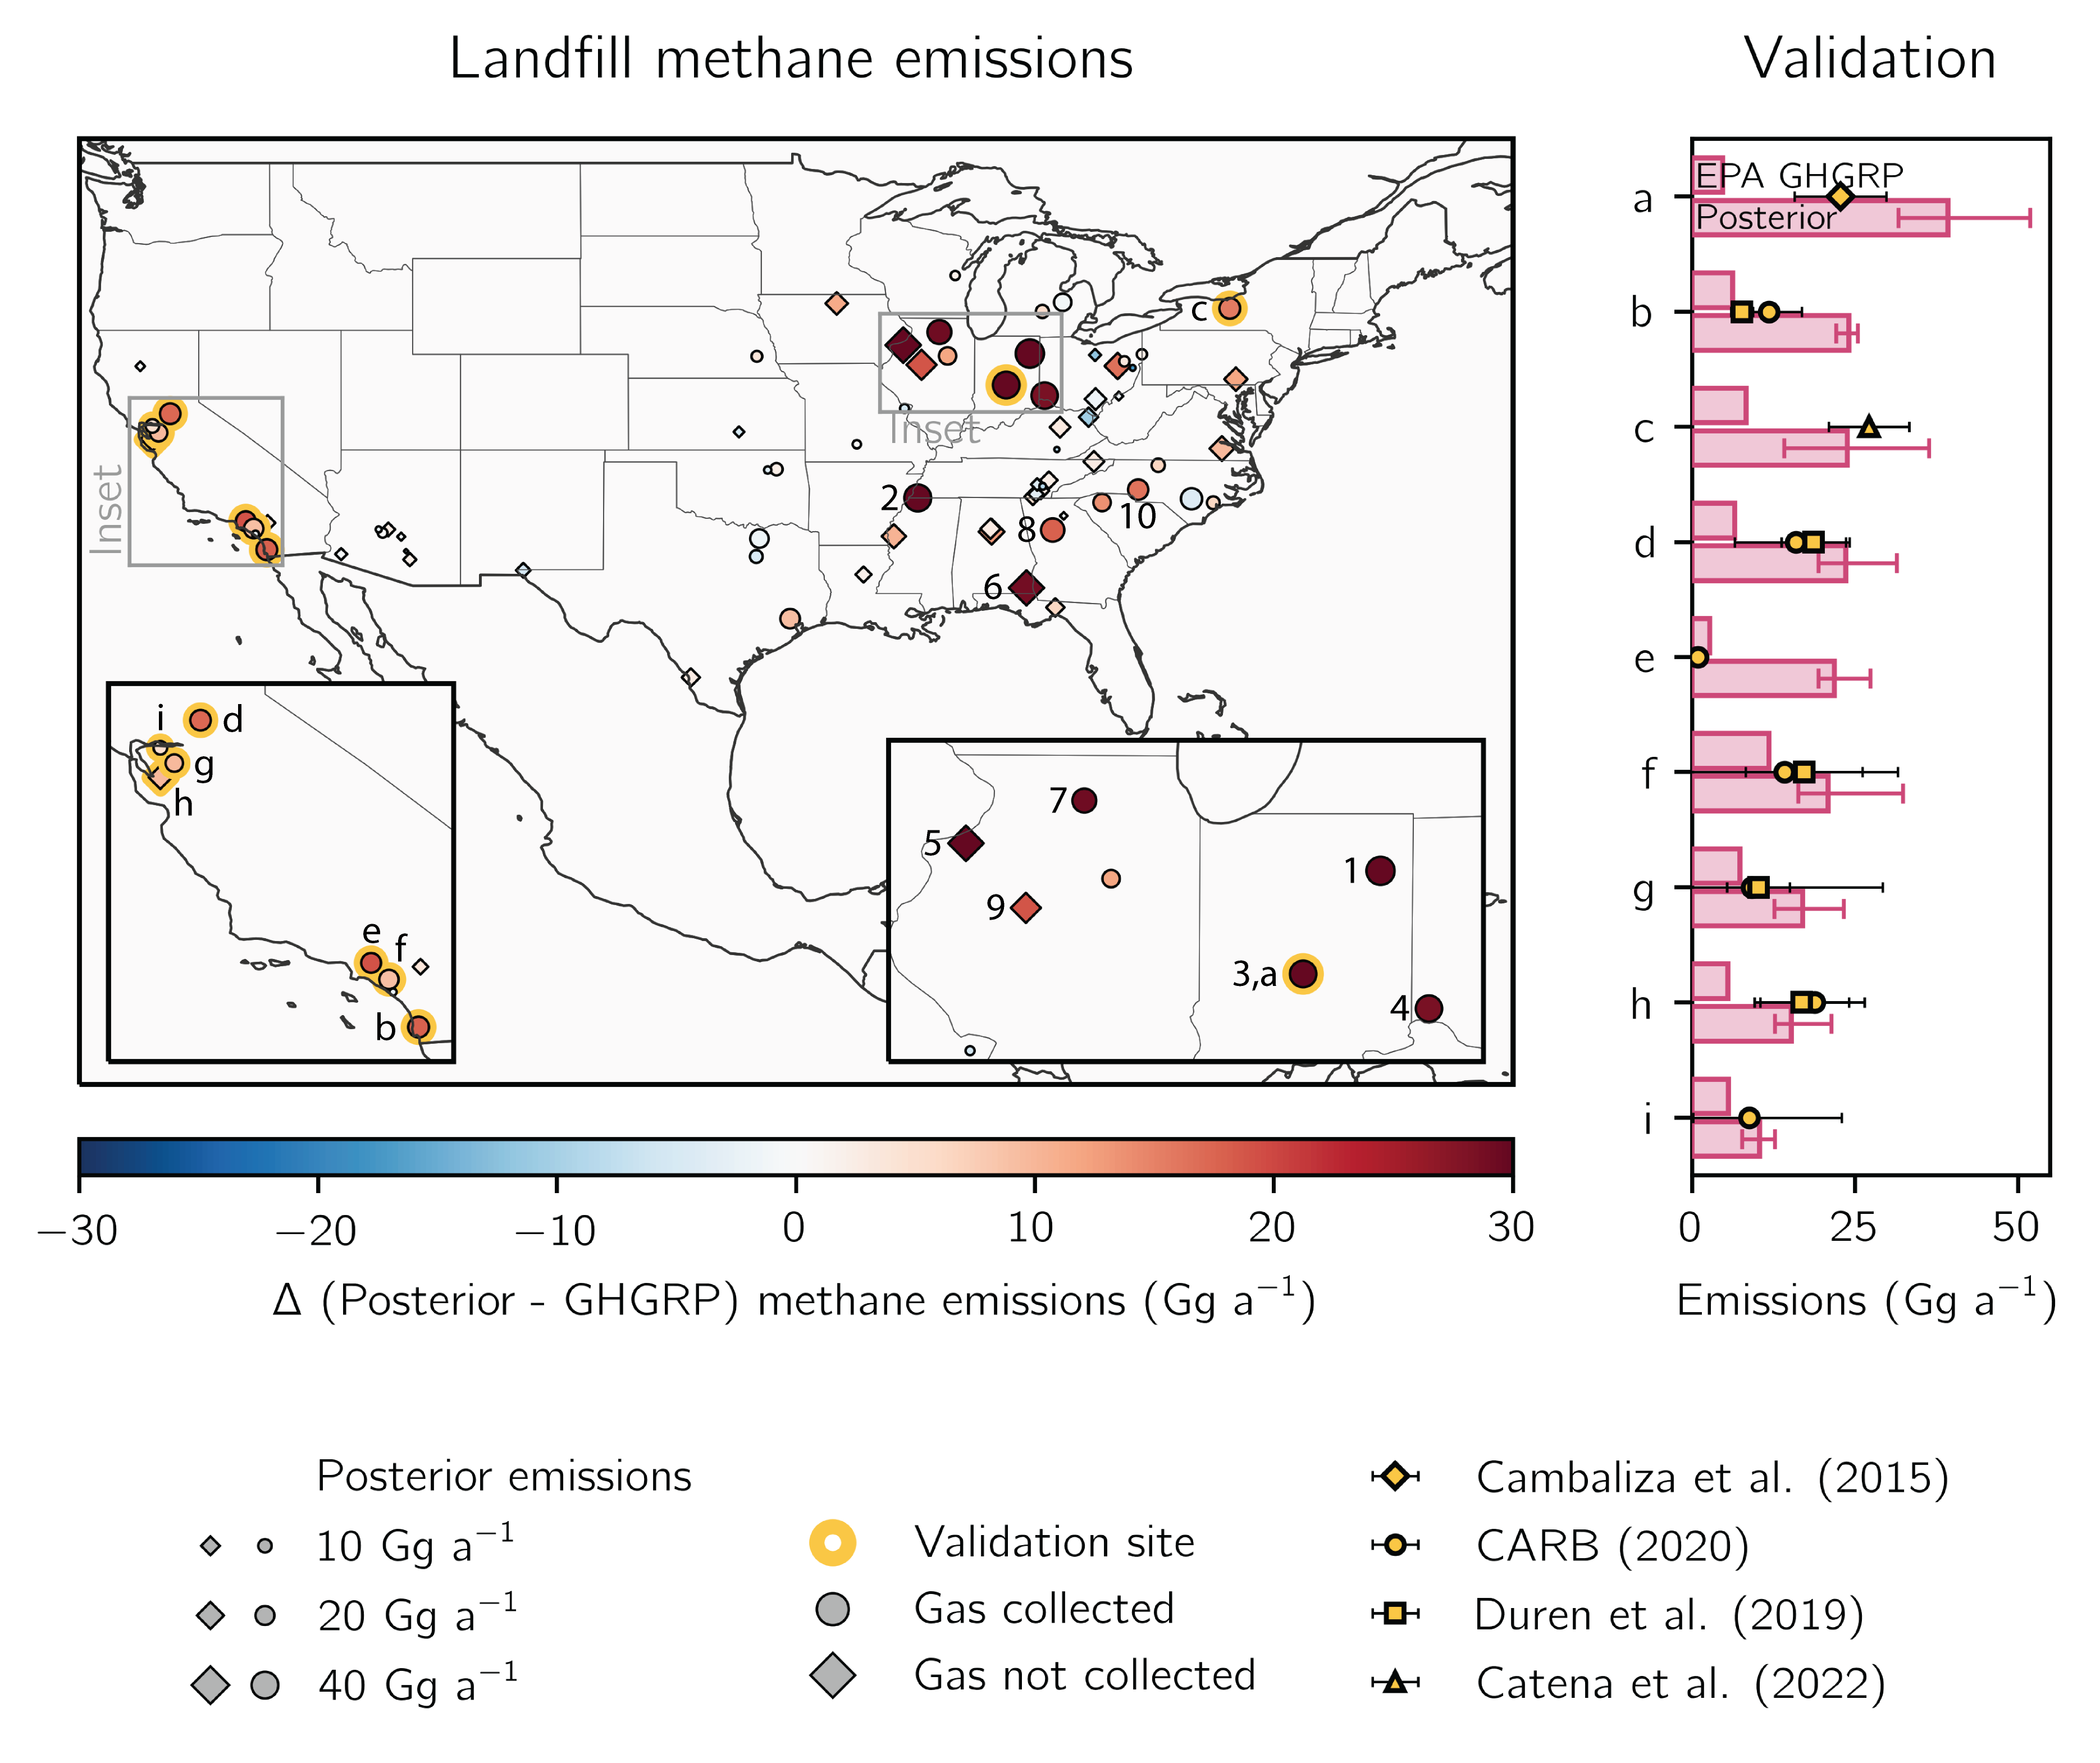 Landfill methane emissions
Validation
EPA GHGRP
Posterior
a
b
c
d
e
f
g
h
i
0
25
50
Emissions (Gg a⁻¹)
c
Inset
Inset
2
8
10
6
i
d
g
h
e
f
b
7
5
1
9
3,a
4
−30
−20
−10
0
10
20
30
Δ (Posterior - GHGRP) methane emissions (Gg a⁻¹)
Posterior emissions
10 Gg a⁻¹
20 Gg a⁻¹
40 Gg a⁻¹
Validation site
Gas collected
Gas not collected
Cambaliza et al. (2015)
CARB (2020)
Duren et al. (2019)
Catena et al. (2022)